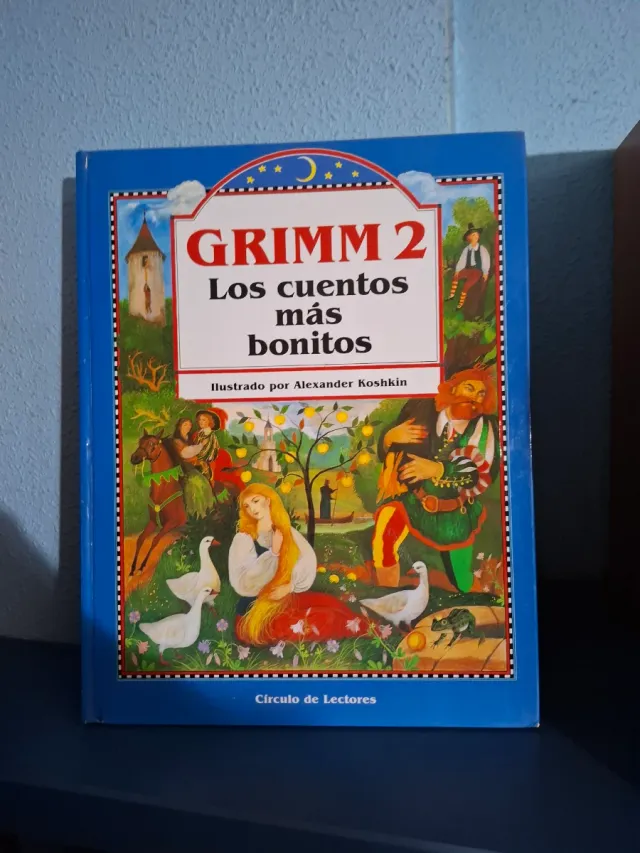 GRIMM 2
Los cuentos
más
bonitos
Ilustrado por Alexander Koshkin
Círculo de Lectores